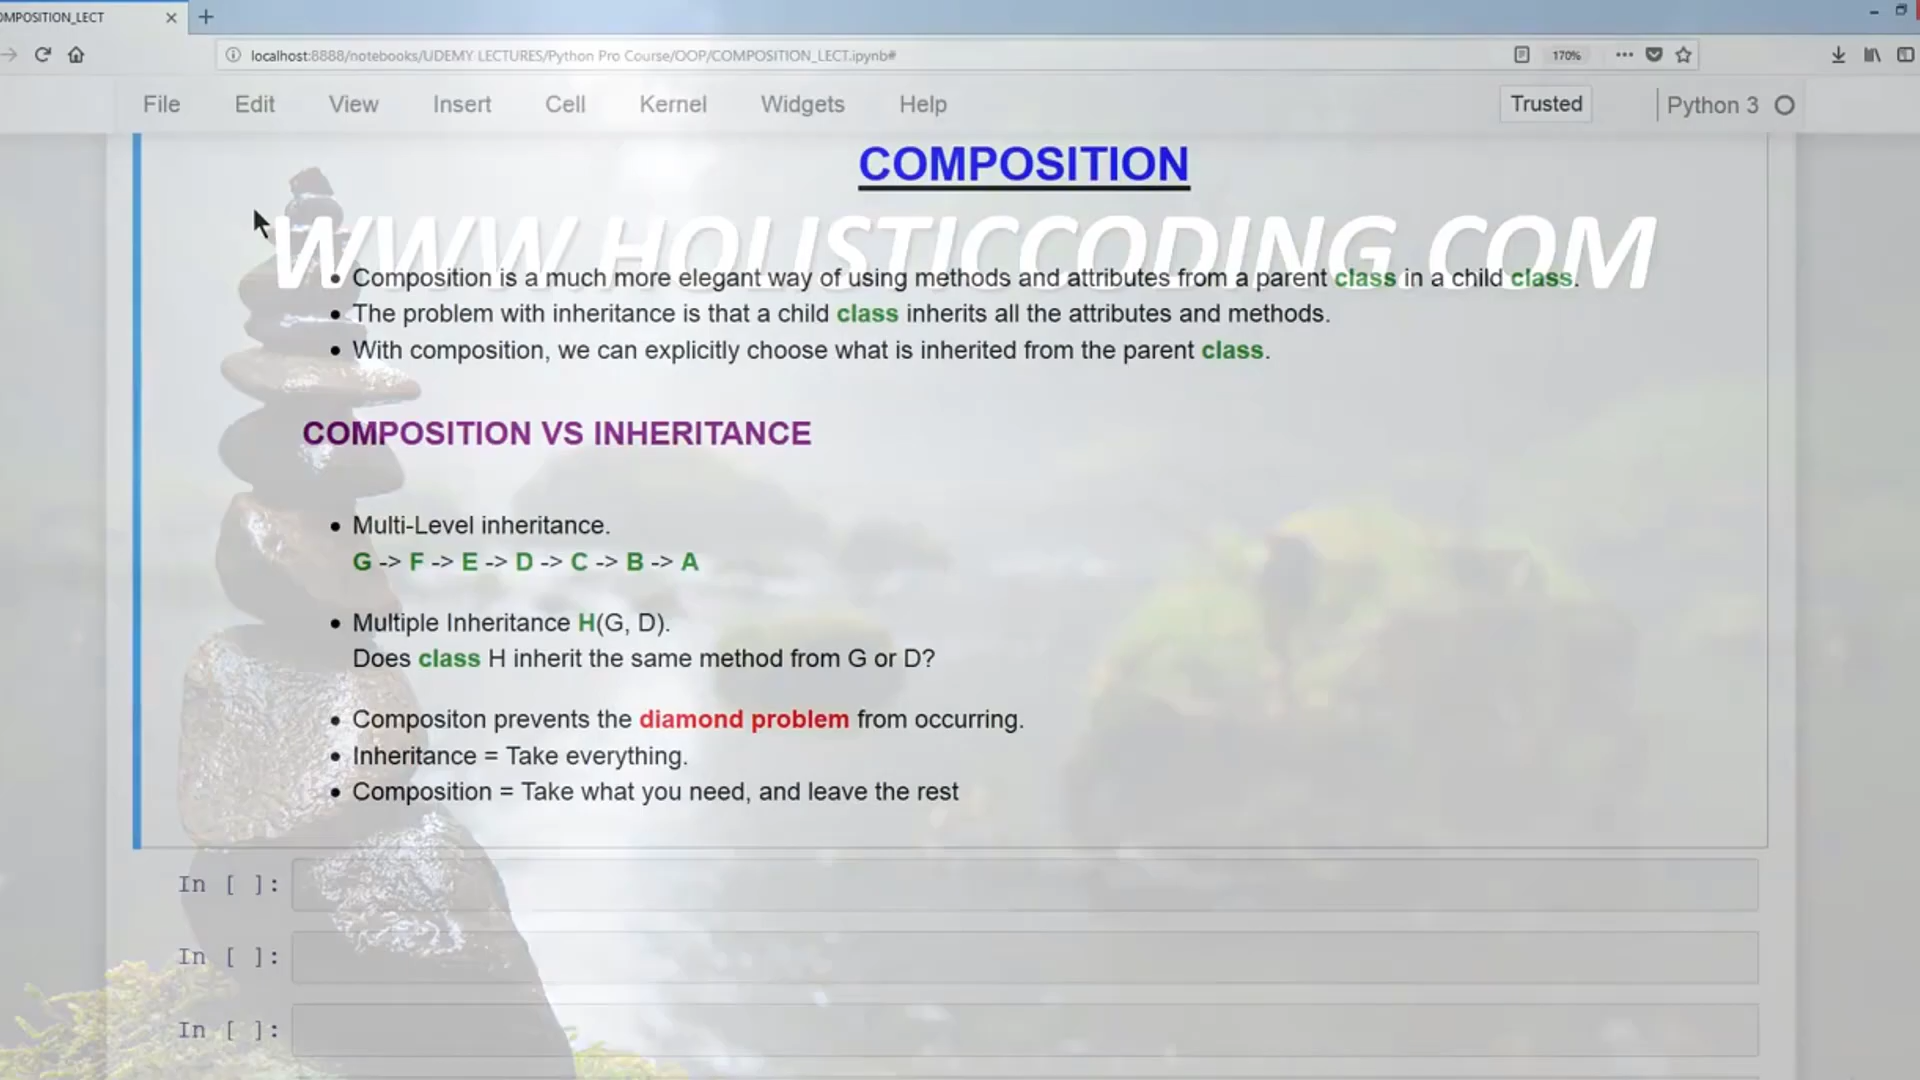 OMPOSITION_LECT
localhost:8888/notebooks/UDEMY LECTURES/Python Pro Course/OOP/COMPOSITION_LECT.ipynb#
170%
File Edit View Insert Cell Kernel Widgets Help Trusted Python 3
COMPOSITION
WWW.HOLISTICCODING.COM
• Composition is a much more elegant way of using methods and attributes from a parent class in a child class.
• The problem with inheritance is that a child class inherits all the attributes and methods.
• With composition, we can explicitly choose what is inherited from the parent class.
COMPOSITION VS INHERITANCE
• Multi-Level inheritance.
G -> F -> E -> D -> C -> B -> A
• Multiple Inheritance H(G, D).
Does class H inherit the same method from G or D?
• Compositon prevents the diamond problem from occurring.
• Inheritance = Take everything.
• Composition = Take what you need, and leave the rest
In [ ]:
In [ ]:
In [ ]: